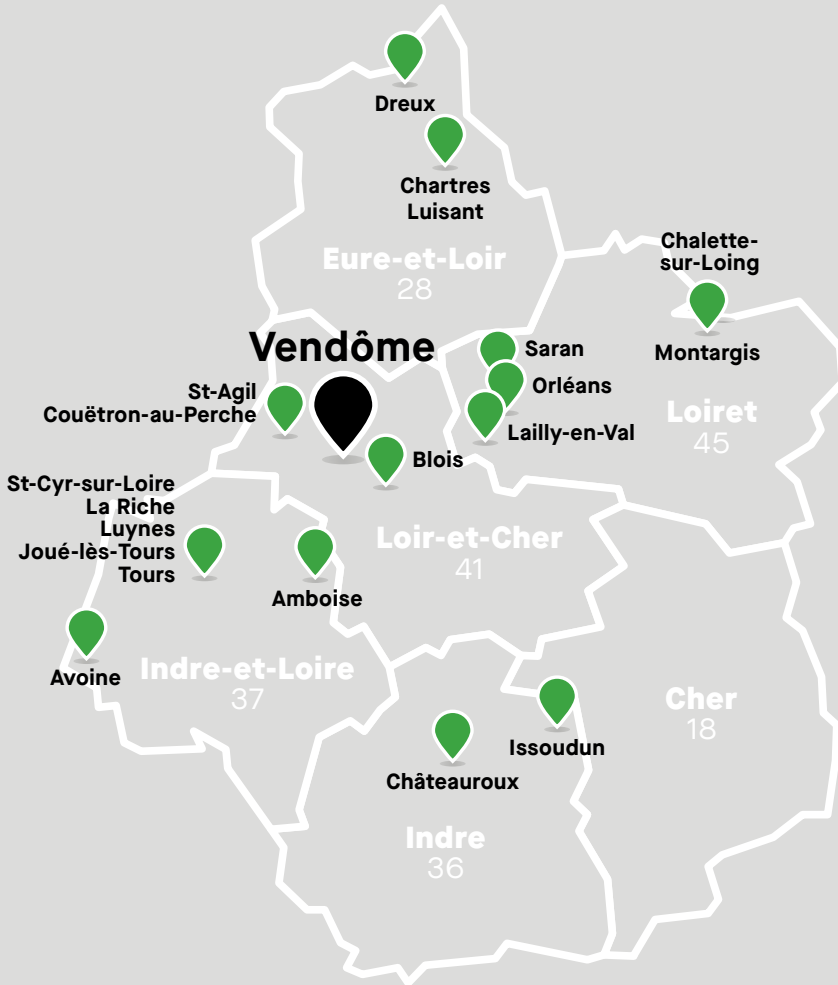 Dreux
Chartres
Luisant
Eure-et-Loir
28
Chalette-
sur-Loing
Montargis
Vendôme
Saran
Orléans
Lailly-en-Val
Loiret
45
St-Agil
Couëtron-au-Perche
Blois
St-Cyr-sur-Loire
La Riche
Luynes
Joué-lès-Tours
Tours
Loir-et-Cher
41
Amboise
Avoine
Indre-et-Loire
37
Cher
18
Issoudun
Châteauroux
Indre
36